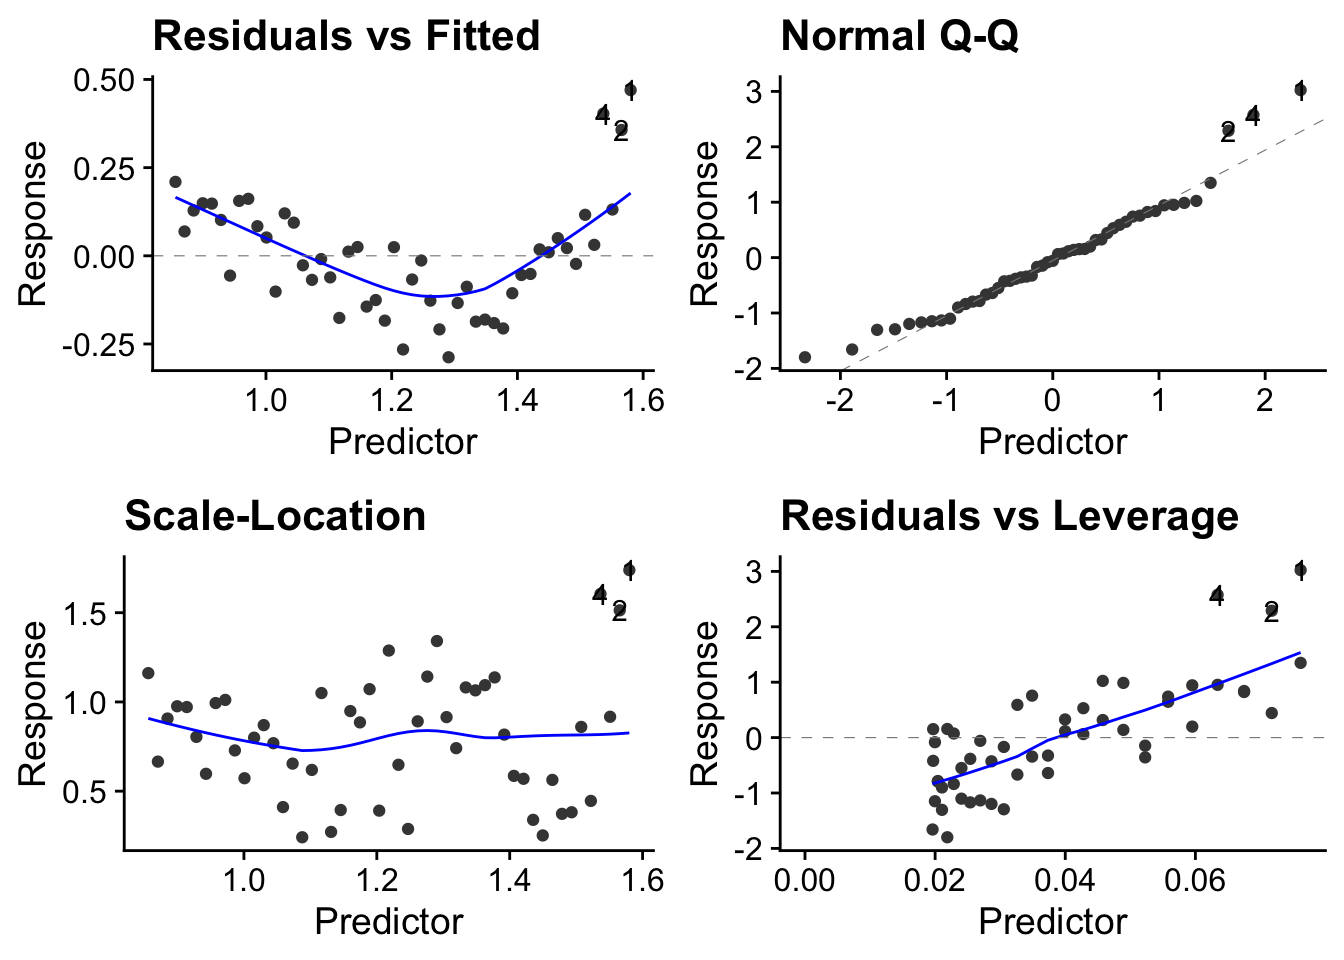 Residuals vs Fitted
0.50
0.25
0.00
-0.25
Response
1
4
2
1.0 1.2 1.4 1.6
Predictor
Normal Q-Q
3
2
1
0
-1
-2
Response
1
4
2
-2 -1 0 1 2
Predictor
Scale-Location
1.5
1.0
0.5
Response
1
4
2
1.0 1.2 1.4 1.6
Predictor
Residuals vs Leverage
3
2
1
0
-1
-2
Response
1
4
2
0.00 0.02 0.04 0.06
Predictor